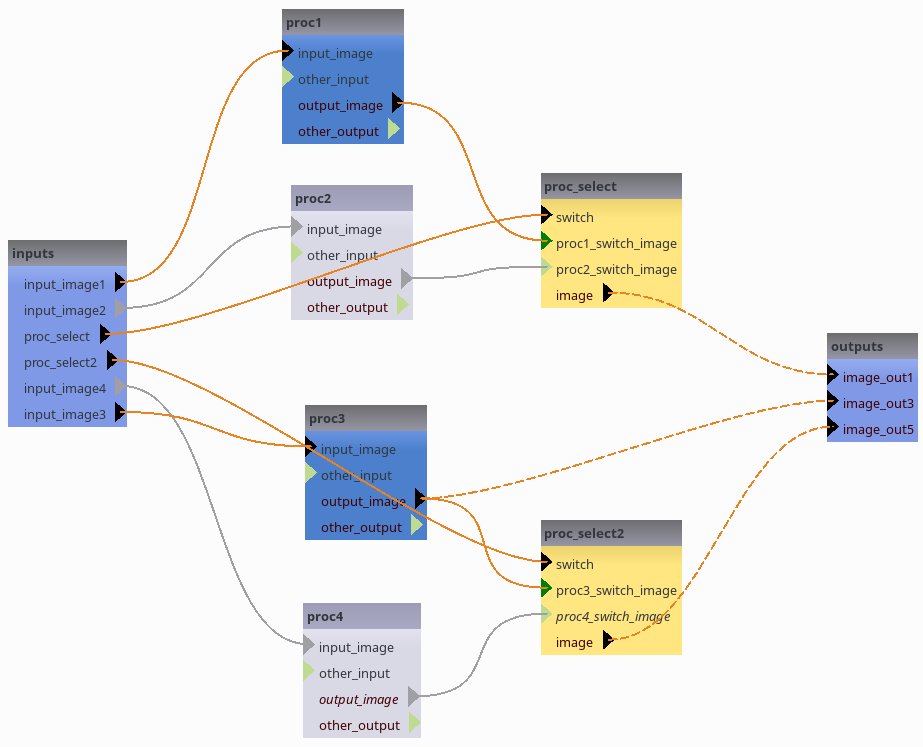 proc1
input_image
other_input
output_image
other_output
proc2
input_image
other_input
output_image
other_output
proc_select
switch
proc1_switch_image
proc2_switch_image
image
inputs
input_image1
input_image2
proc_select
proc_select2
input_image4
input_image3
outputs
image_out1
image_out3
image_out5
proc3
input_image
other_input
output_image
other_output
proc_select2
switch
proc3_switch_image
proc4_switch_image
image
proc4
input_image
other_input
output_image
other_output